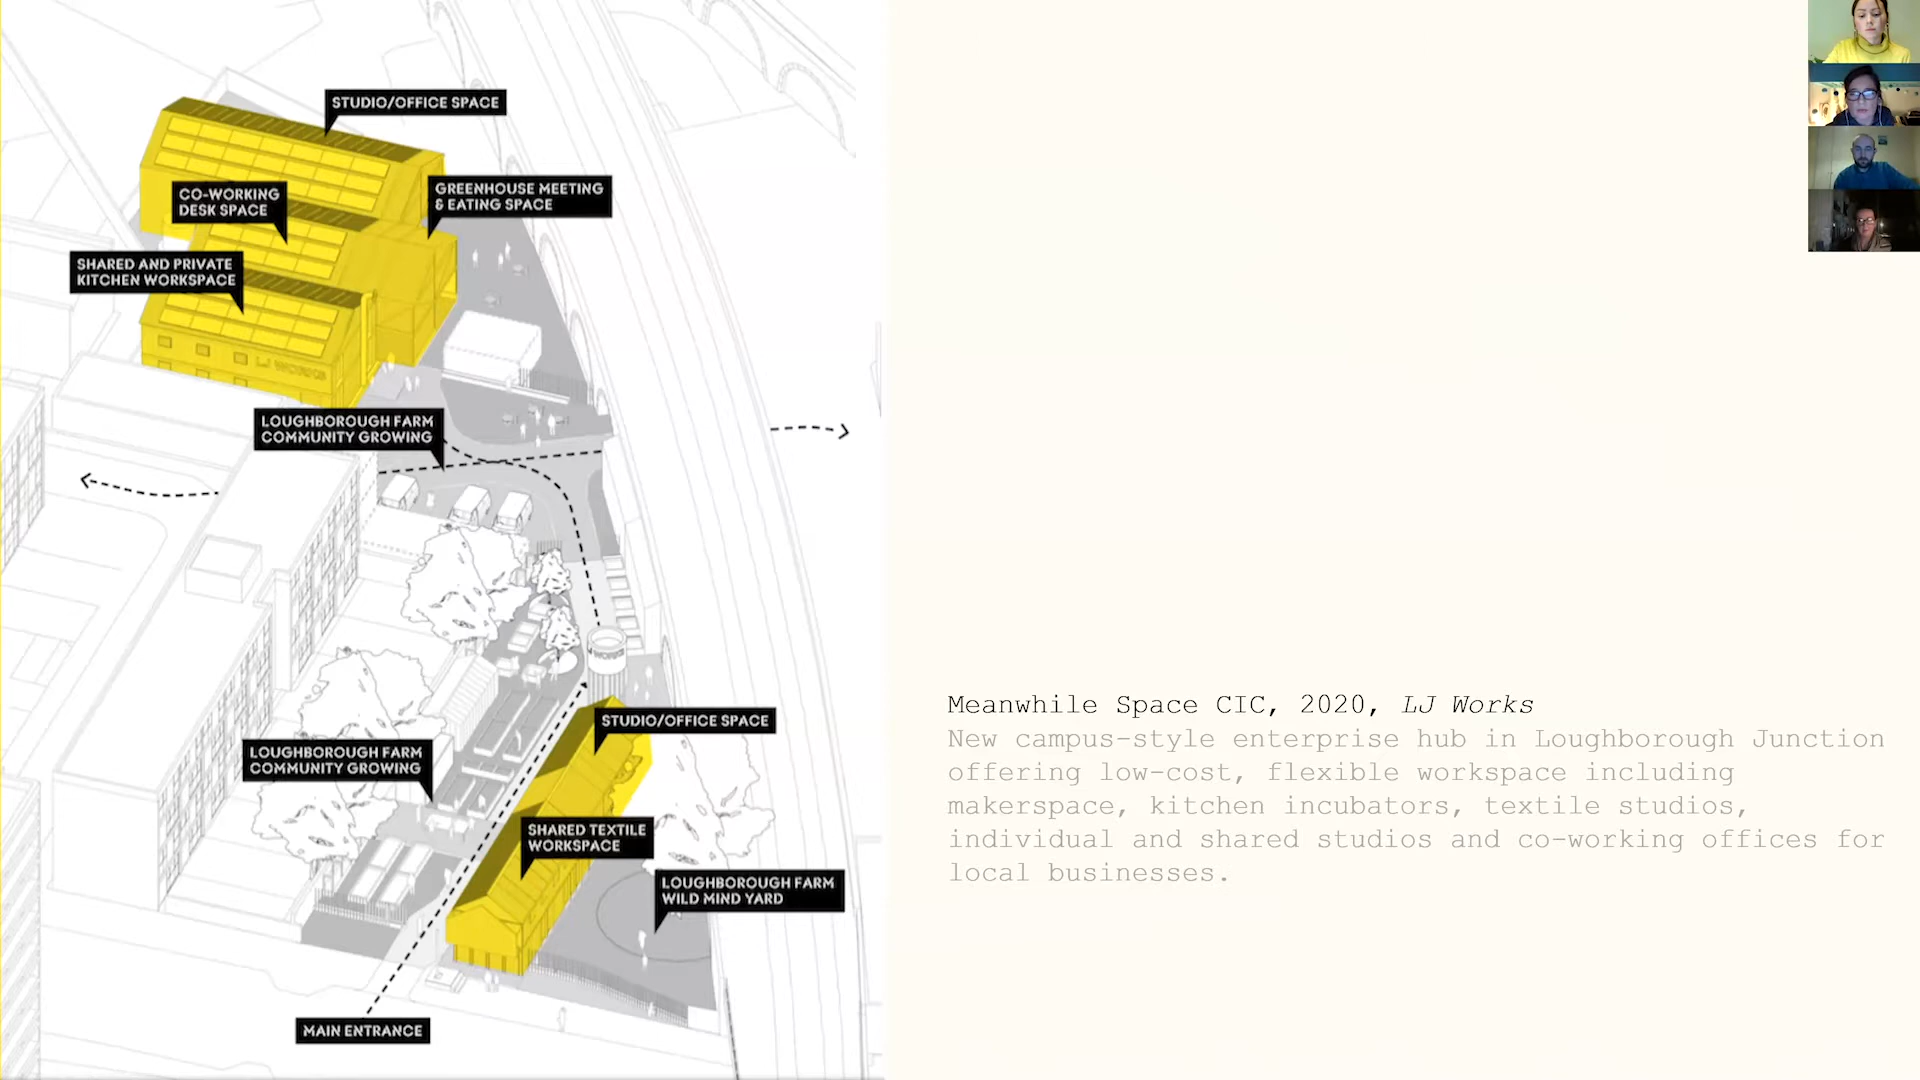 STUDIO/OFFICE SPACE
CO-WORKING
DESK SPACE
GREENHOUSE MEETING
& EATING SPACE
SHARED AND PRIVATE
KITCHEN WORKSPACE
LJ WORKS
LOUGHBOROUGH FARM
COMMUNITY GROWING
WORKS
STUDIO/OFFICE SPACE
LOUGHBOROUGH FARM
COMMUNITY GROWING
SHARED TEXTILE
WORKSPACE
LOUGHBOROUGH FARM
WILD MIND YARD
MAIN ENTRANCE
Meanwhile Space CIC, 2020, LJ Works
New campus-style enterprise hub in Loughborough Junction
offering low-cost, flexible workspace including
makerspace, kitchen incubators, textile studios,
individual and shared studios and co-working offices for
local businesses.